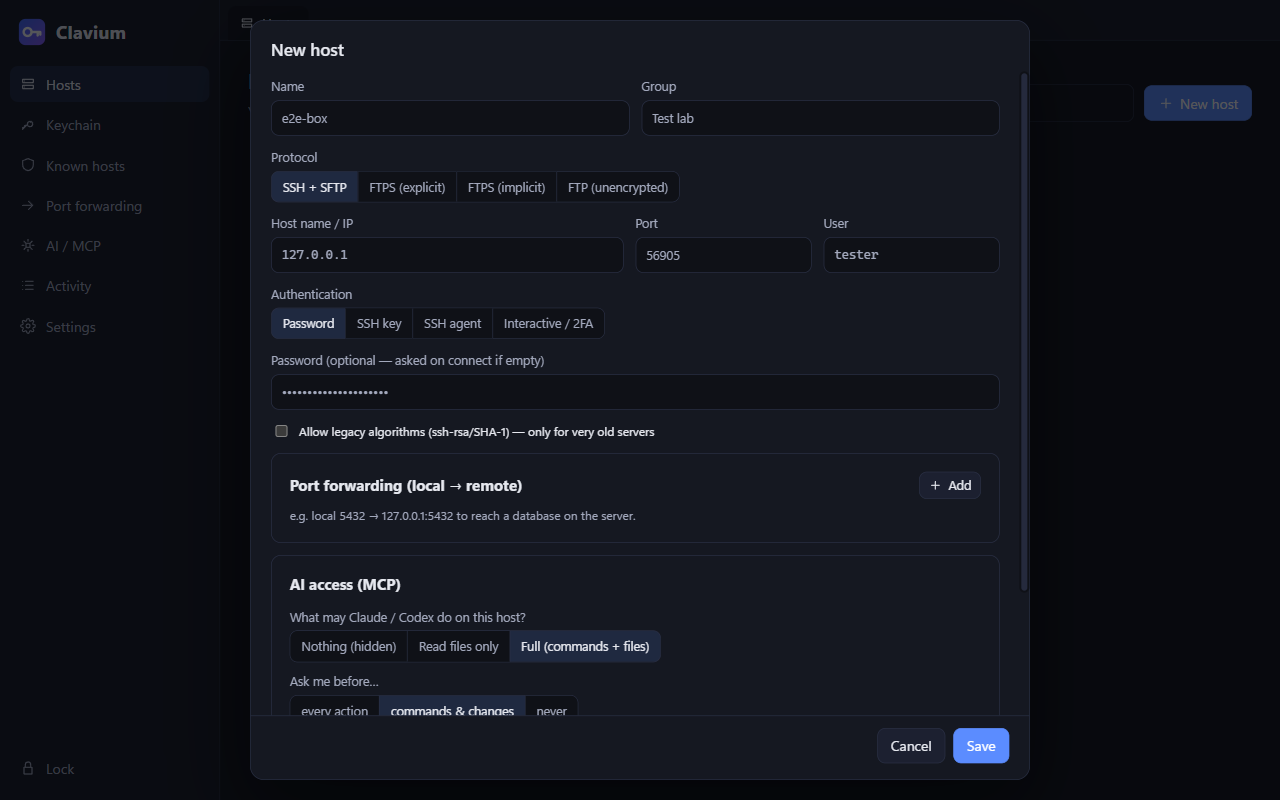 Clavium
New host
Name
Group
e2e-box
Test lab
Hosts
New host
Keychain
Known hosts
Port forwarding
AI / MCP
Activity
Settings
Protocol
SSH + SFTP
FTPS (explicit)
FTPS (implicit)
FTP (unencrypted)
Host name / IP
Port
User
127.0.0.1
56905
tester
Authentication
Password
SSH key
SSH agent
Interactive / 2FA
Password (optional — asked on connect if empty)
•••••••••••••••••••••
Allow legacy algorithms (ssh-rsa/SHA-1) — only for very old servers
Port forwarding (local → remote)
+ Add
e.g. local 5432 → 127.0.0.1:5432 to reach a database on the server.
AI access (MCP)
What may Claude / Codex do on this host?
Nothing (hidden)
Read files only
Full (commands + files)
Ask me before...
every action
commands & changes
never
Cancel
Save
Lock